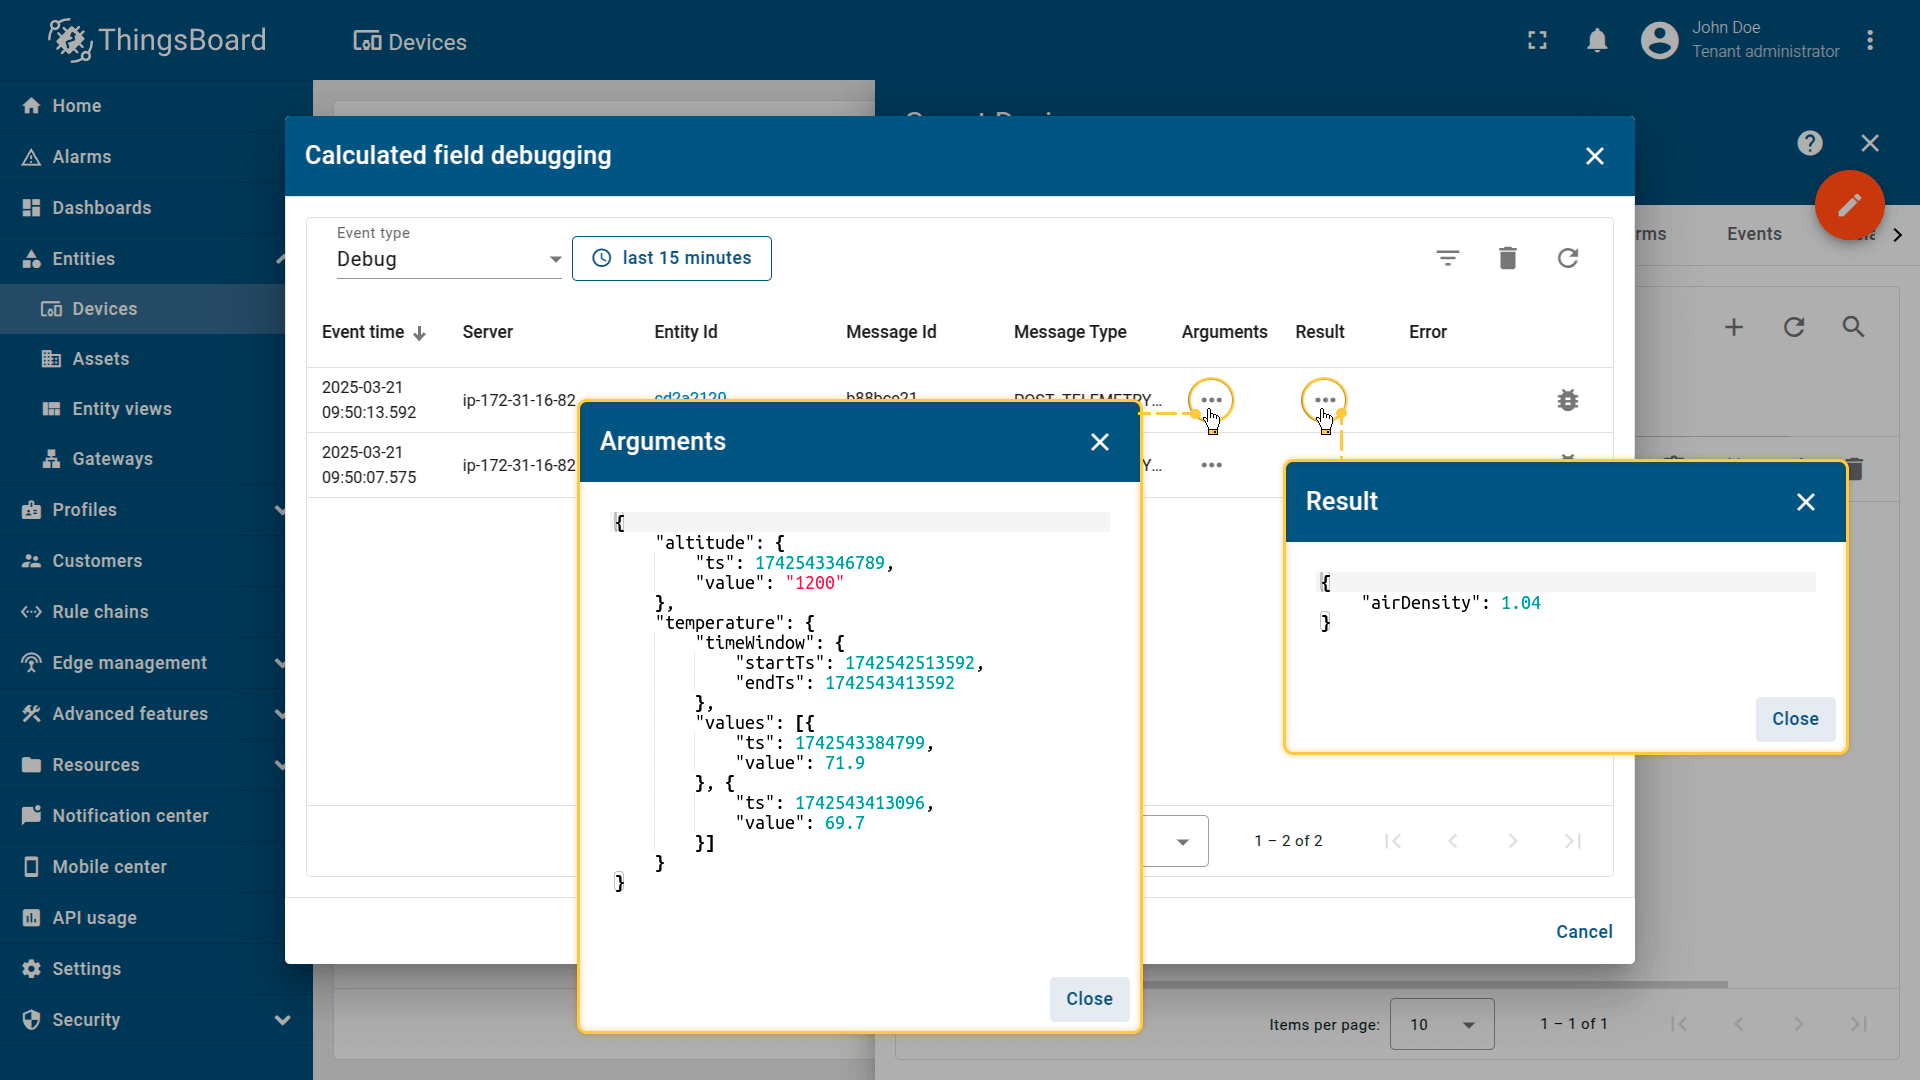 ThingsBoard
Devices
John Doe
Tenant administrator
Home
Alarms
Dashboards
Entities
Devices
Assets
Entity views
Gateways
Profiles
Customers
Rule chains
Edge management
Advanced features
Resources
Notification center
Mobile center
API usage
Settings
Security
Calculated field debugging
Event type
Debug
last 15 minutes
Event time
Server
Entity Id
Message Id
Message Type
Arguments
Result
Error
2025-03-21
09:50:13.592
ip-172-31-16-82
cd2a2120
b88bce21
POST_TELEMETRY...
2025-03-21
09:50:07.575
ip-172-31-16-82
Y...
1 – 2 of 2
Cancel
Arguments
{
"altitude": {
"ts": 1742543346789,
"value": "1200"
},
"temperature": {
"timeWindow": {
"startTs": 1742542513592,
"endTs": 1742543413592
},
"values": [{
"ts": 1742543384799,
"value": 71.9
}, {
"ts": 1742543413096,
"value": 69.7
}]
}
}
Close
Result
{
"airDensity": 1.04
}
Close
rms
Events
Items per page:
10
1 – 1 of 1